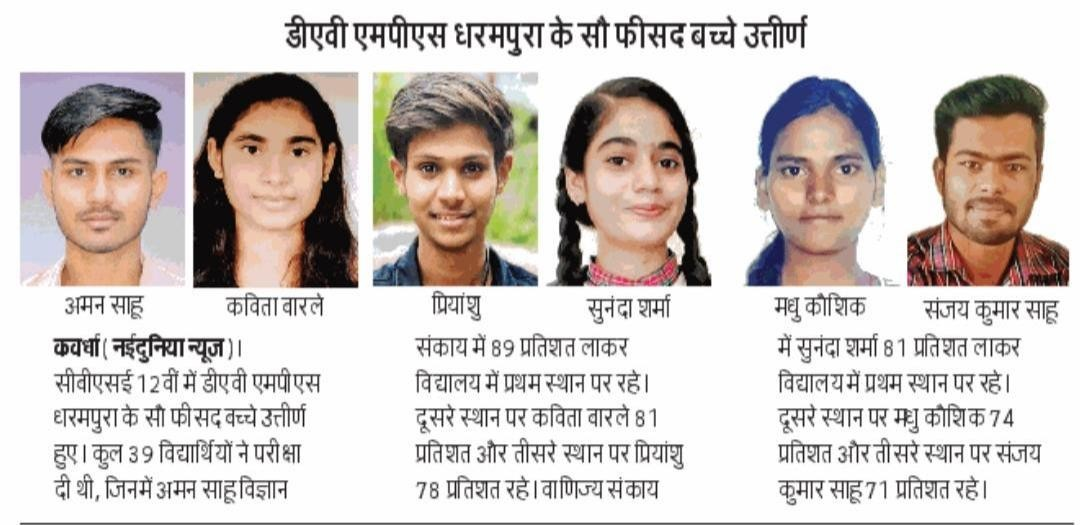 डीएवी एमपीएस धरमपुरा के सौ फीसद बच्चे उत्तीर्ण
अमन साहू
कविता वारले
प्रियांशु
सुनंदा शर्मा
मधु कौशिक
संजय कुमार साहू
कवर्धा( नईदुनिया न्यूज)।
सीवीएसई 12वीं में डीएवी एमपीएस
धरमपुरा के सौ फीसद बच्चे उत्तीर्ण
हुए। कुल 39 विद्यार्थियों ने परीक्षा
दी थी, जिनमें अमन साहू विज्ञान
संकाय में 89 प्रतिशत लाकर
विद्यालय में प्रथम स्थान पर रहे।
दूसरे स्थान पर कविता वारले 81
प्रतिशत और तीसरे स्थान पर प्रियांशु
78 प्रतिशत रहे। वाणिज्य संकाय
में सुनंदा शर्मा 81 प्रतिशत लाकर
विद्यालय में प्रथम स्थान पर रहे।
दूसरे स्थान पर मधु कौशिक 74
प्रतिशत और तीसरे स्थान पर संजय
कुमार साहू 71 प्रतिशत रहे।